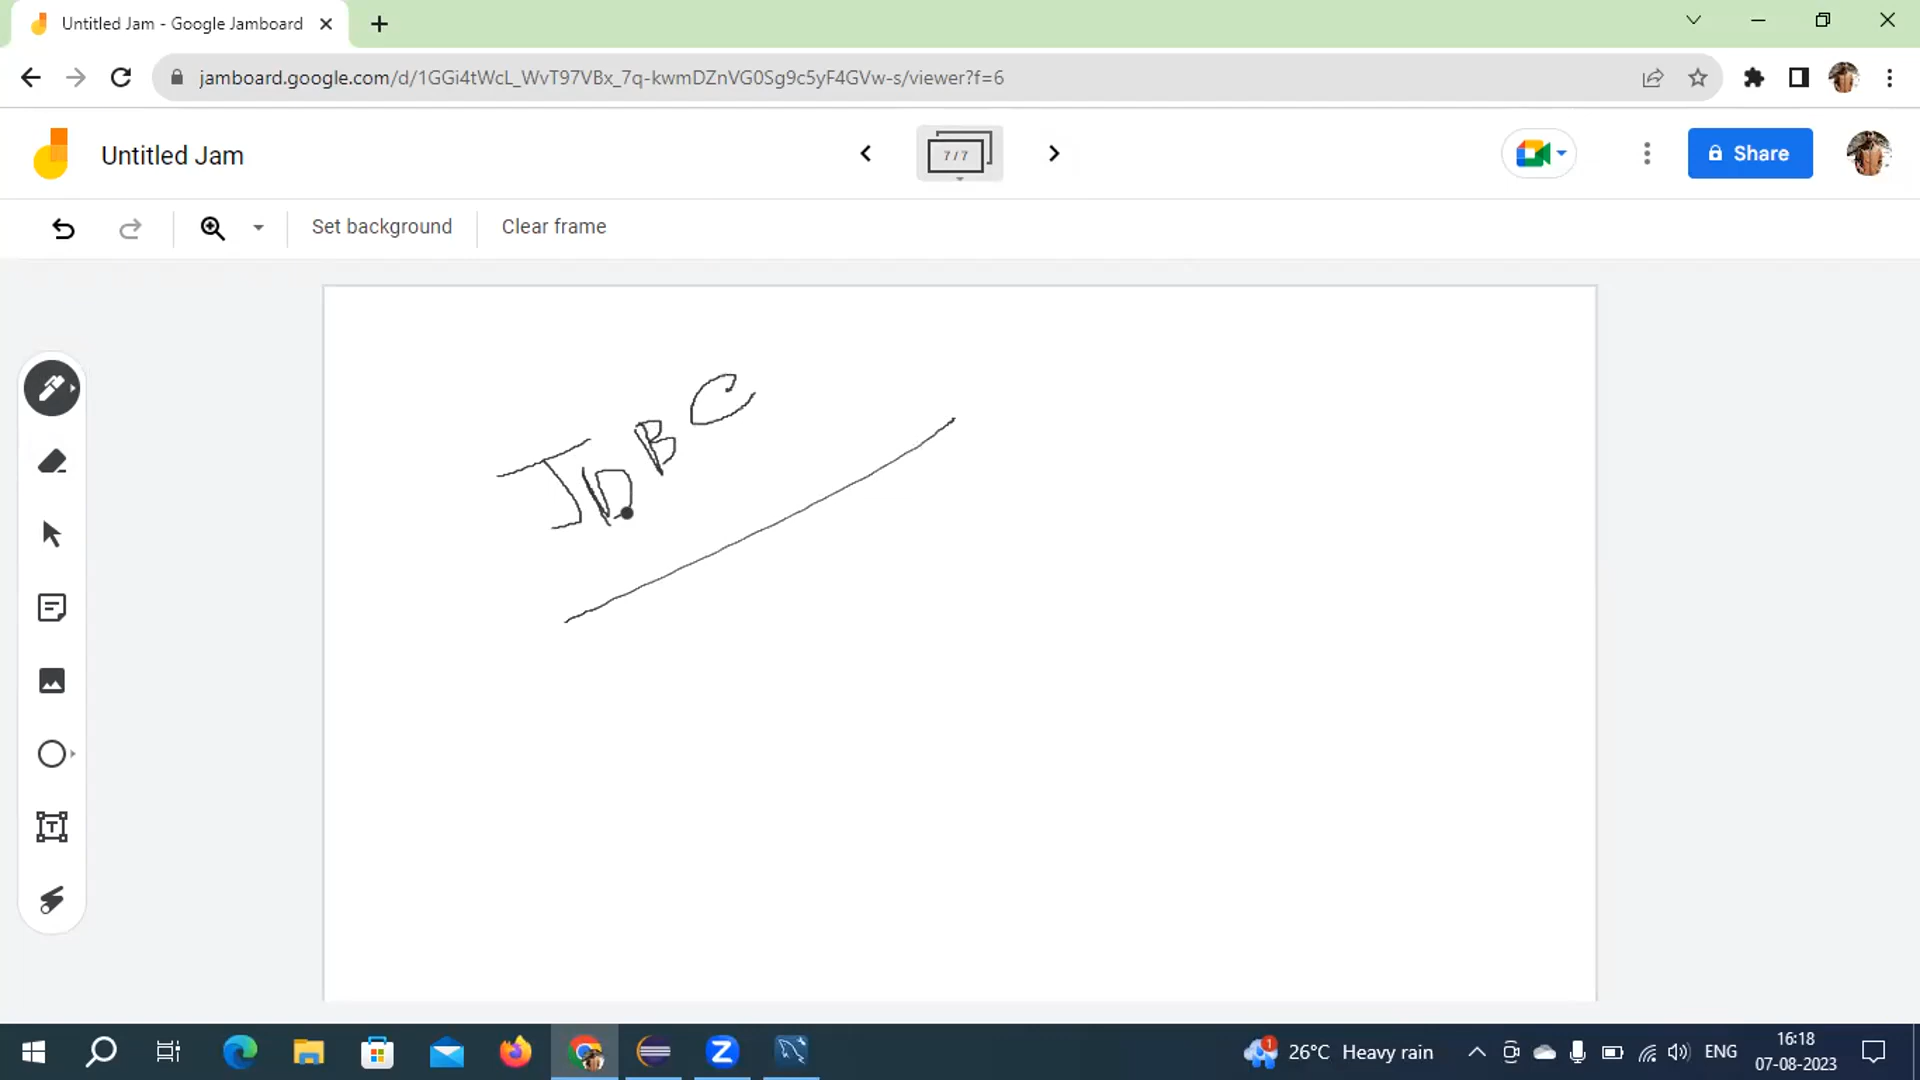 Untitled Jam - Google Jamboard
jamboard.google.com/d/1GGi4tWcL_WvT97VBx_7q-kwmDZnVG0Sg9c5yF4GVw-s/viewer?f=6
Untitled Jam
7 / 7
Share
Set background
Clear frame
JDBC
26°C Heavy rain
ENG
16:18
07-08-2023